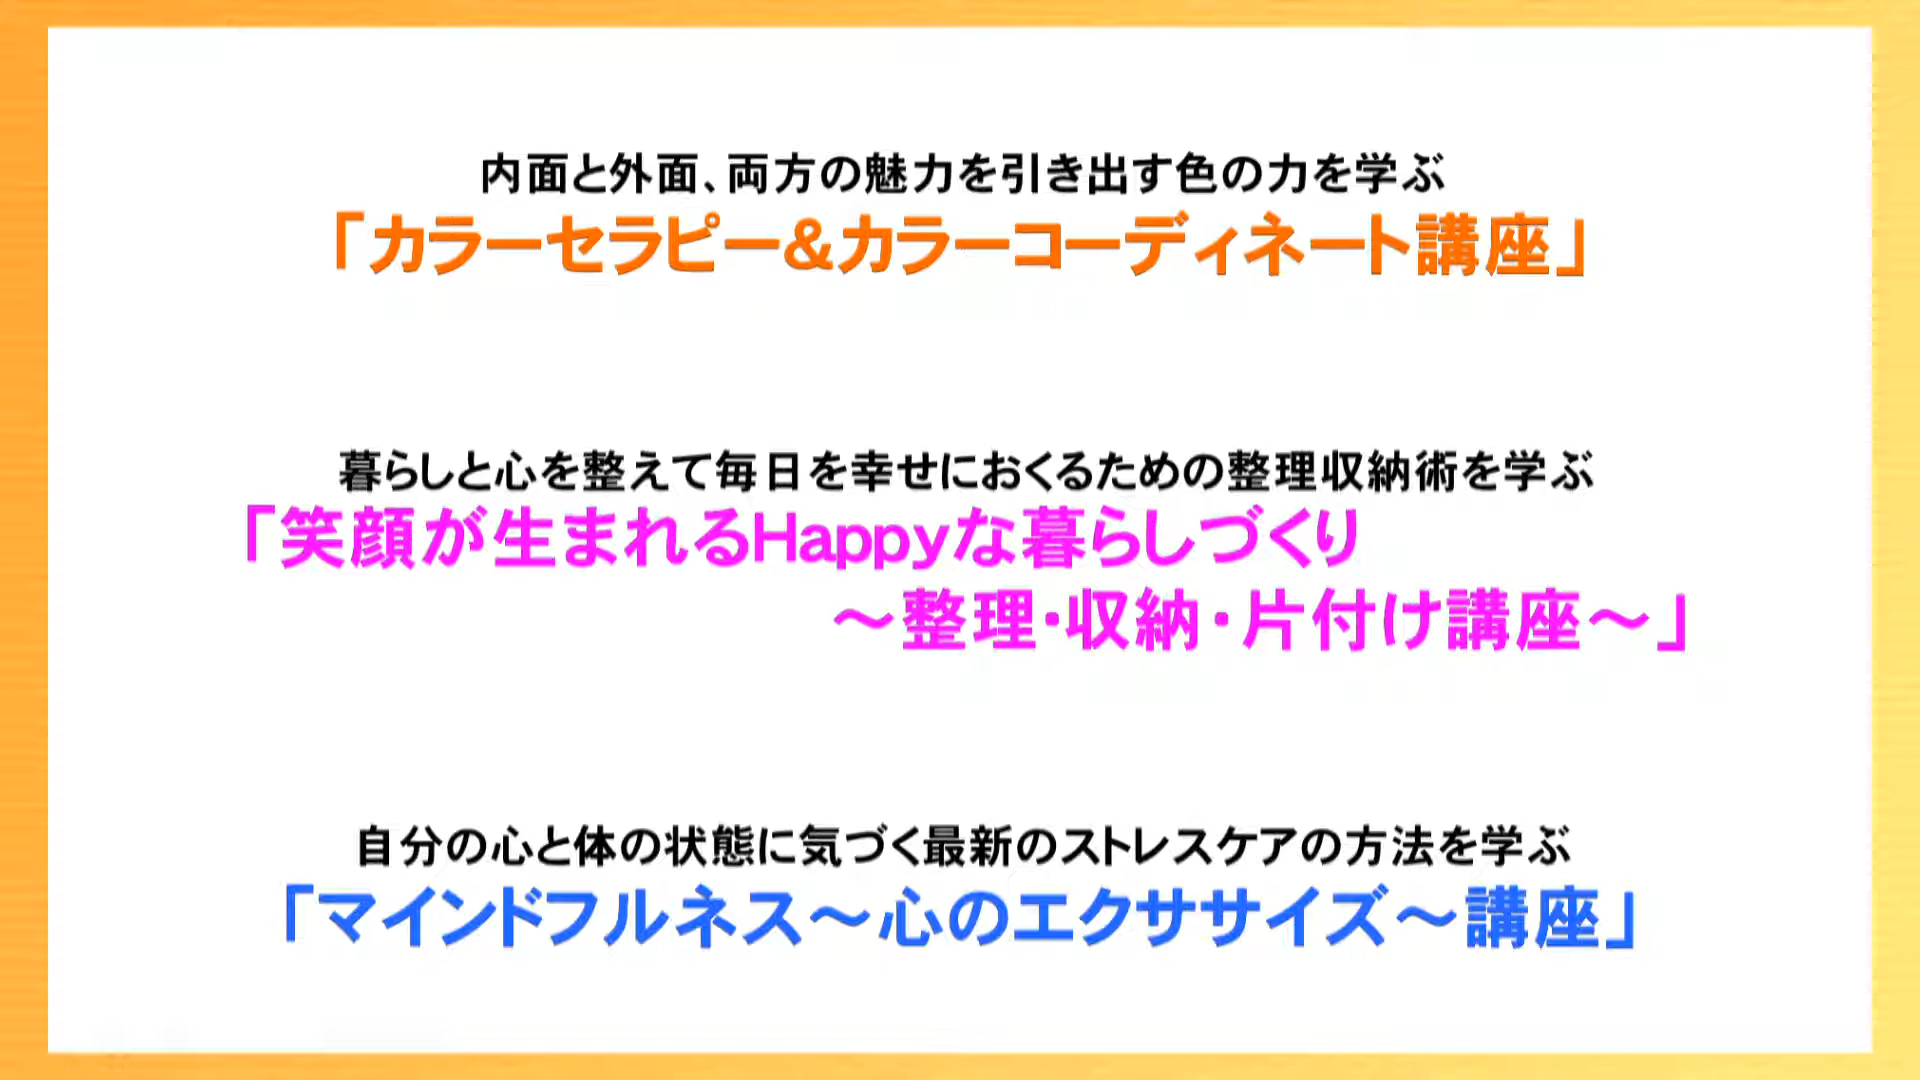 内面と外面、両方の魅力を引き出す色の力を学ぶ
「カラーセラピー&カラーコーディネート講座」
暮らしと心を整えて毎日を幸せにおくるための整理収納術を学ぶ
「笑顔が生まれるHappyな暮らしづくり
～整理・収納・片付け講座～」
自分の心と体の状態に気づく最新のストレスケアの方法を学ぶ
「マインドフルネス～心のエクササイズ～講座」